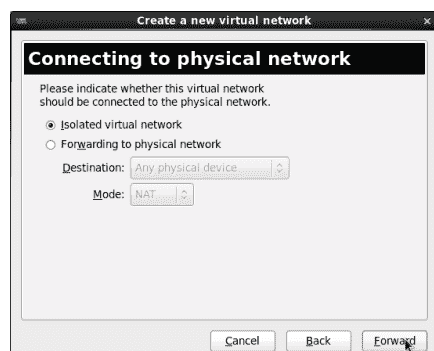 Create a new virtual network
Connecting to physical network
Please indicate whether this virtual network
should be connected to the physical network.
Isolated virtual network
Forwarding to physical network
Destination: Any physical device
Mode: NAT
Cancel Back Forward